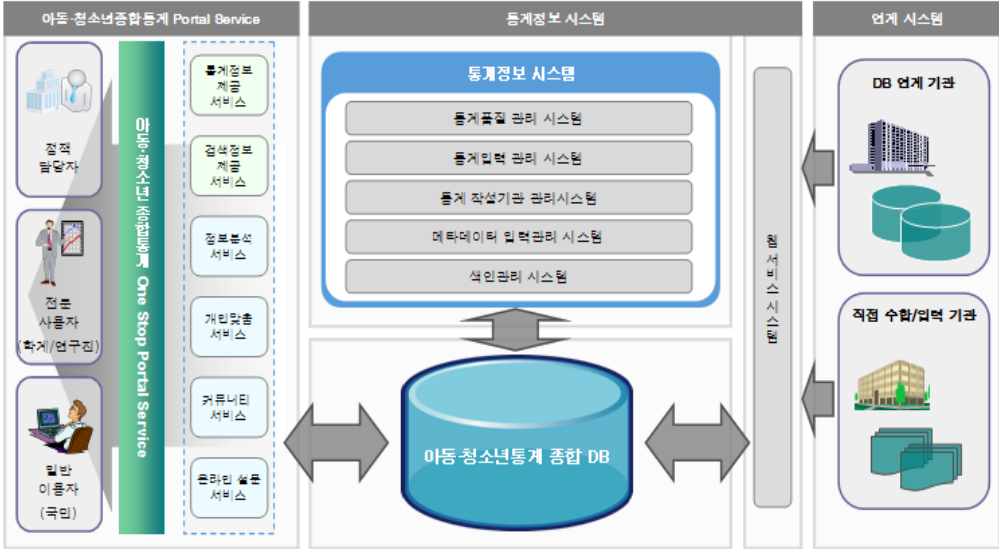 아동·청소년종합통계 Portal Service
정책
담당자
전문
사용자
(학계/연구진)
일반
이용자
(국민)
아동·청소년 종합통계 One Stop Portal Service
통계정보
제공
서비스
검색정보
제공
서비스
정보분석
서비스
개인맞춤
서비스
커뮤니티
서비스
온라인 설문
서비스
통계정보 시스템
통계정보 시스템
통계품질 관리 시스템
통계입력 관리 시스템
통계 작성기관 관리시스템
메타데이터 입력관리 시스템
색인관리 시스템
아동·청소년통계 종합 DB
웹 서비스 시스템
연계 시스템
DB 연계 기관
직접 수합/입력 기관